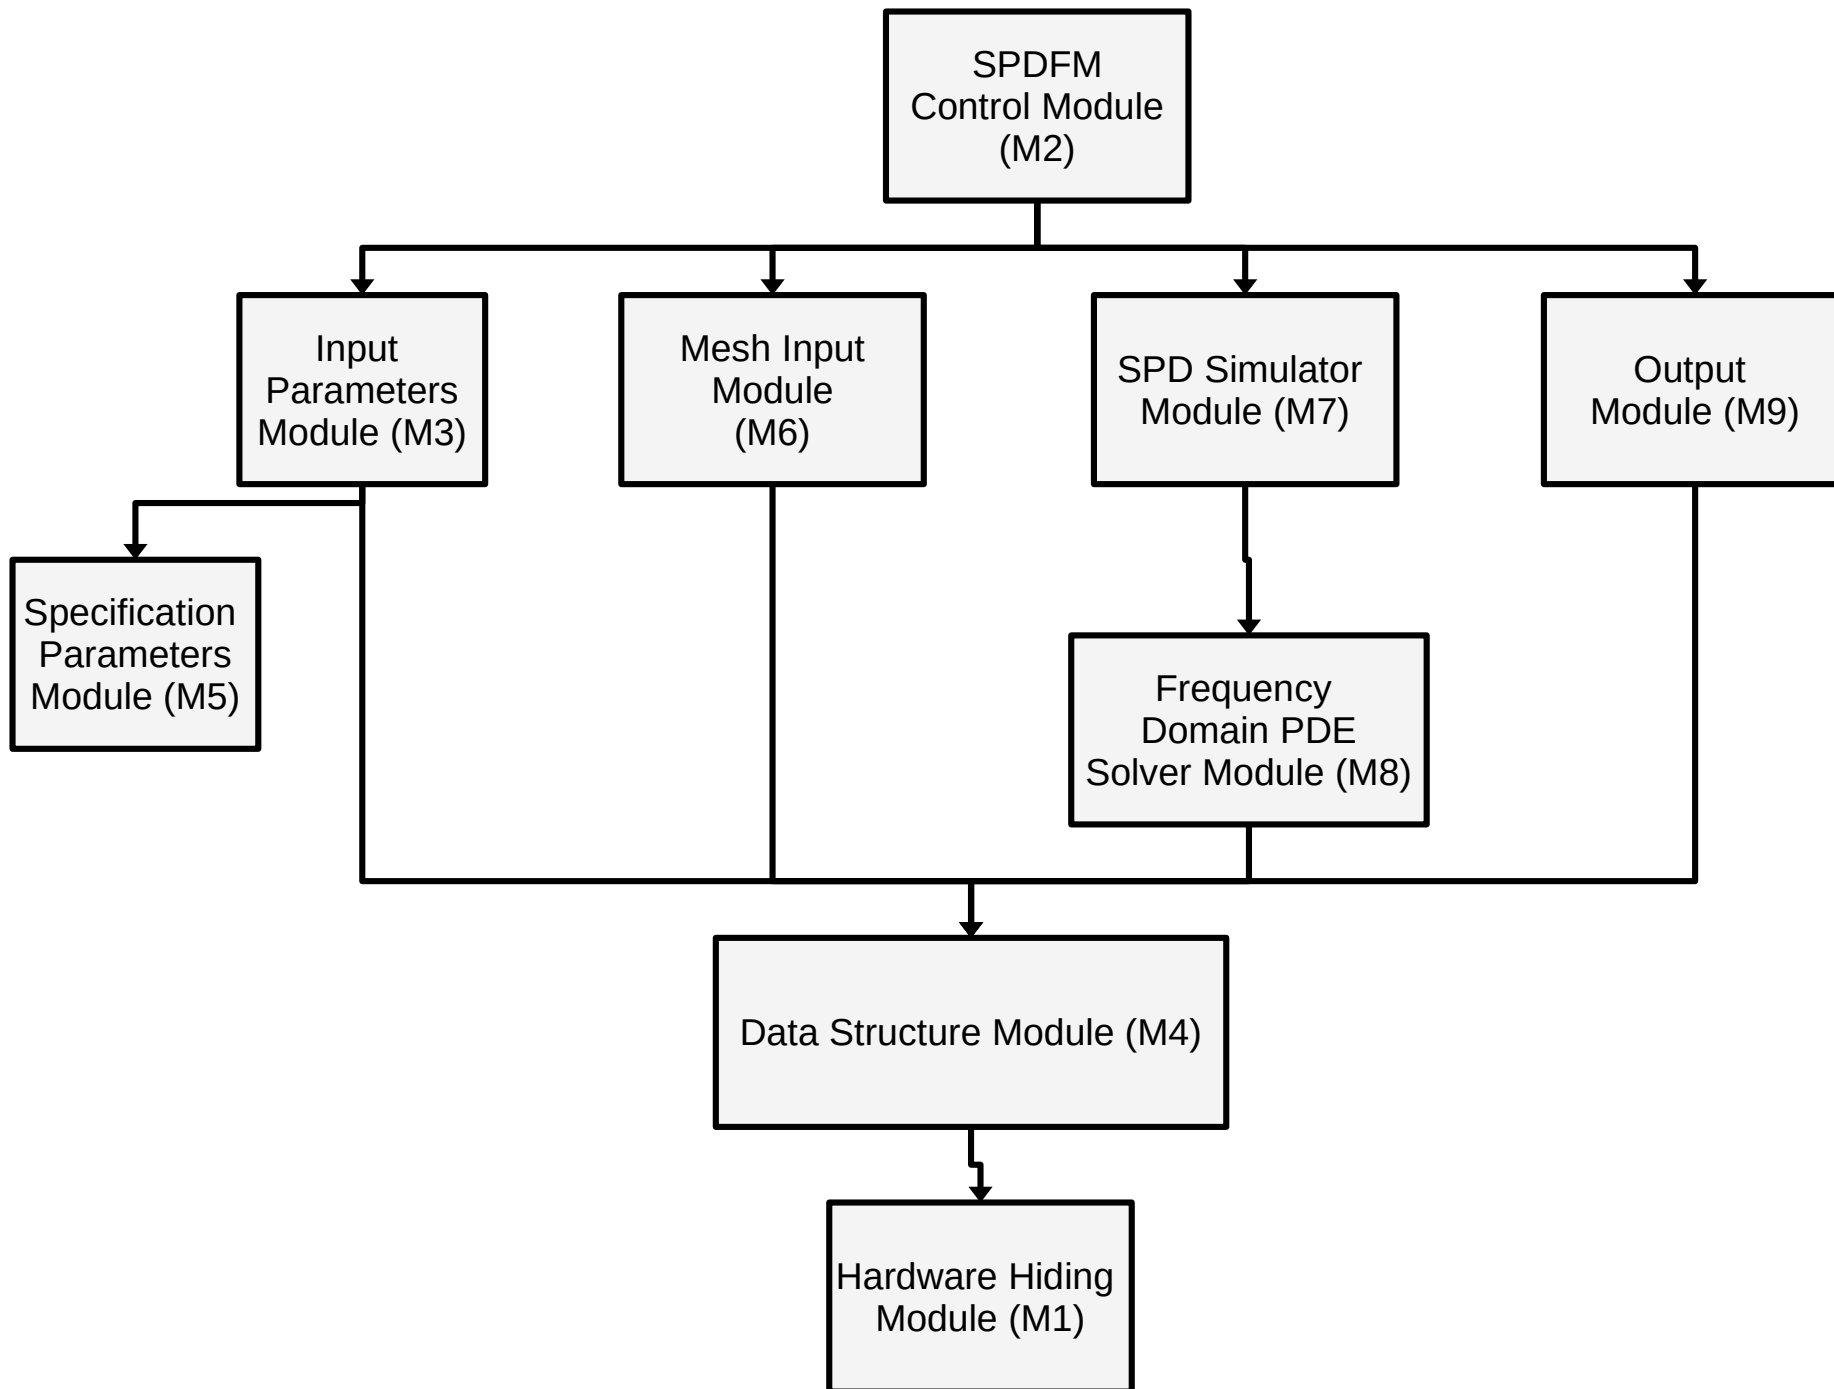 SPDFM
Control Module
(M2)
Input
Parameters
Module (M3)
Mesh Input
Module
(M6)
SPD Simulator
Module (M7)
Output
Module (M9)
Specification
Parameters
Module (M5)
Frequency
Domain PDE
Solver Module (M8)
Data Structure Module (M4)
Hardware Hiding
Module (M1)